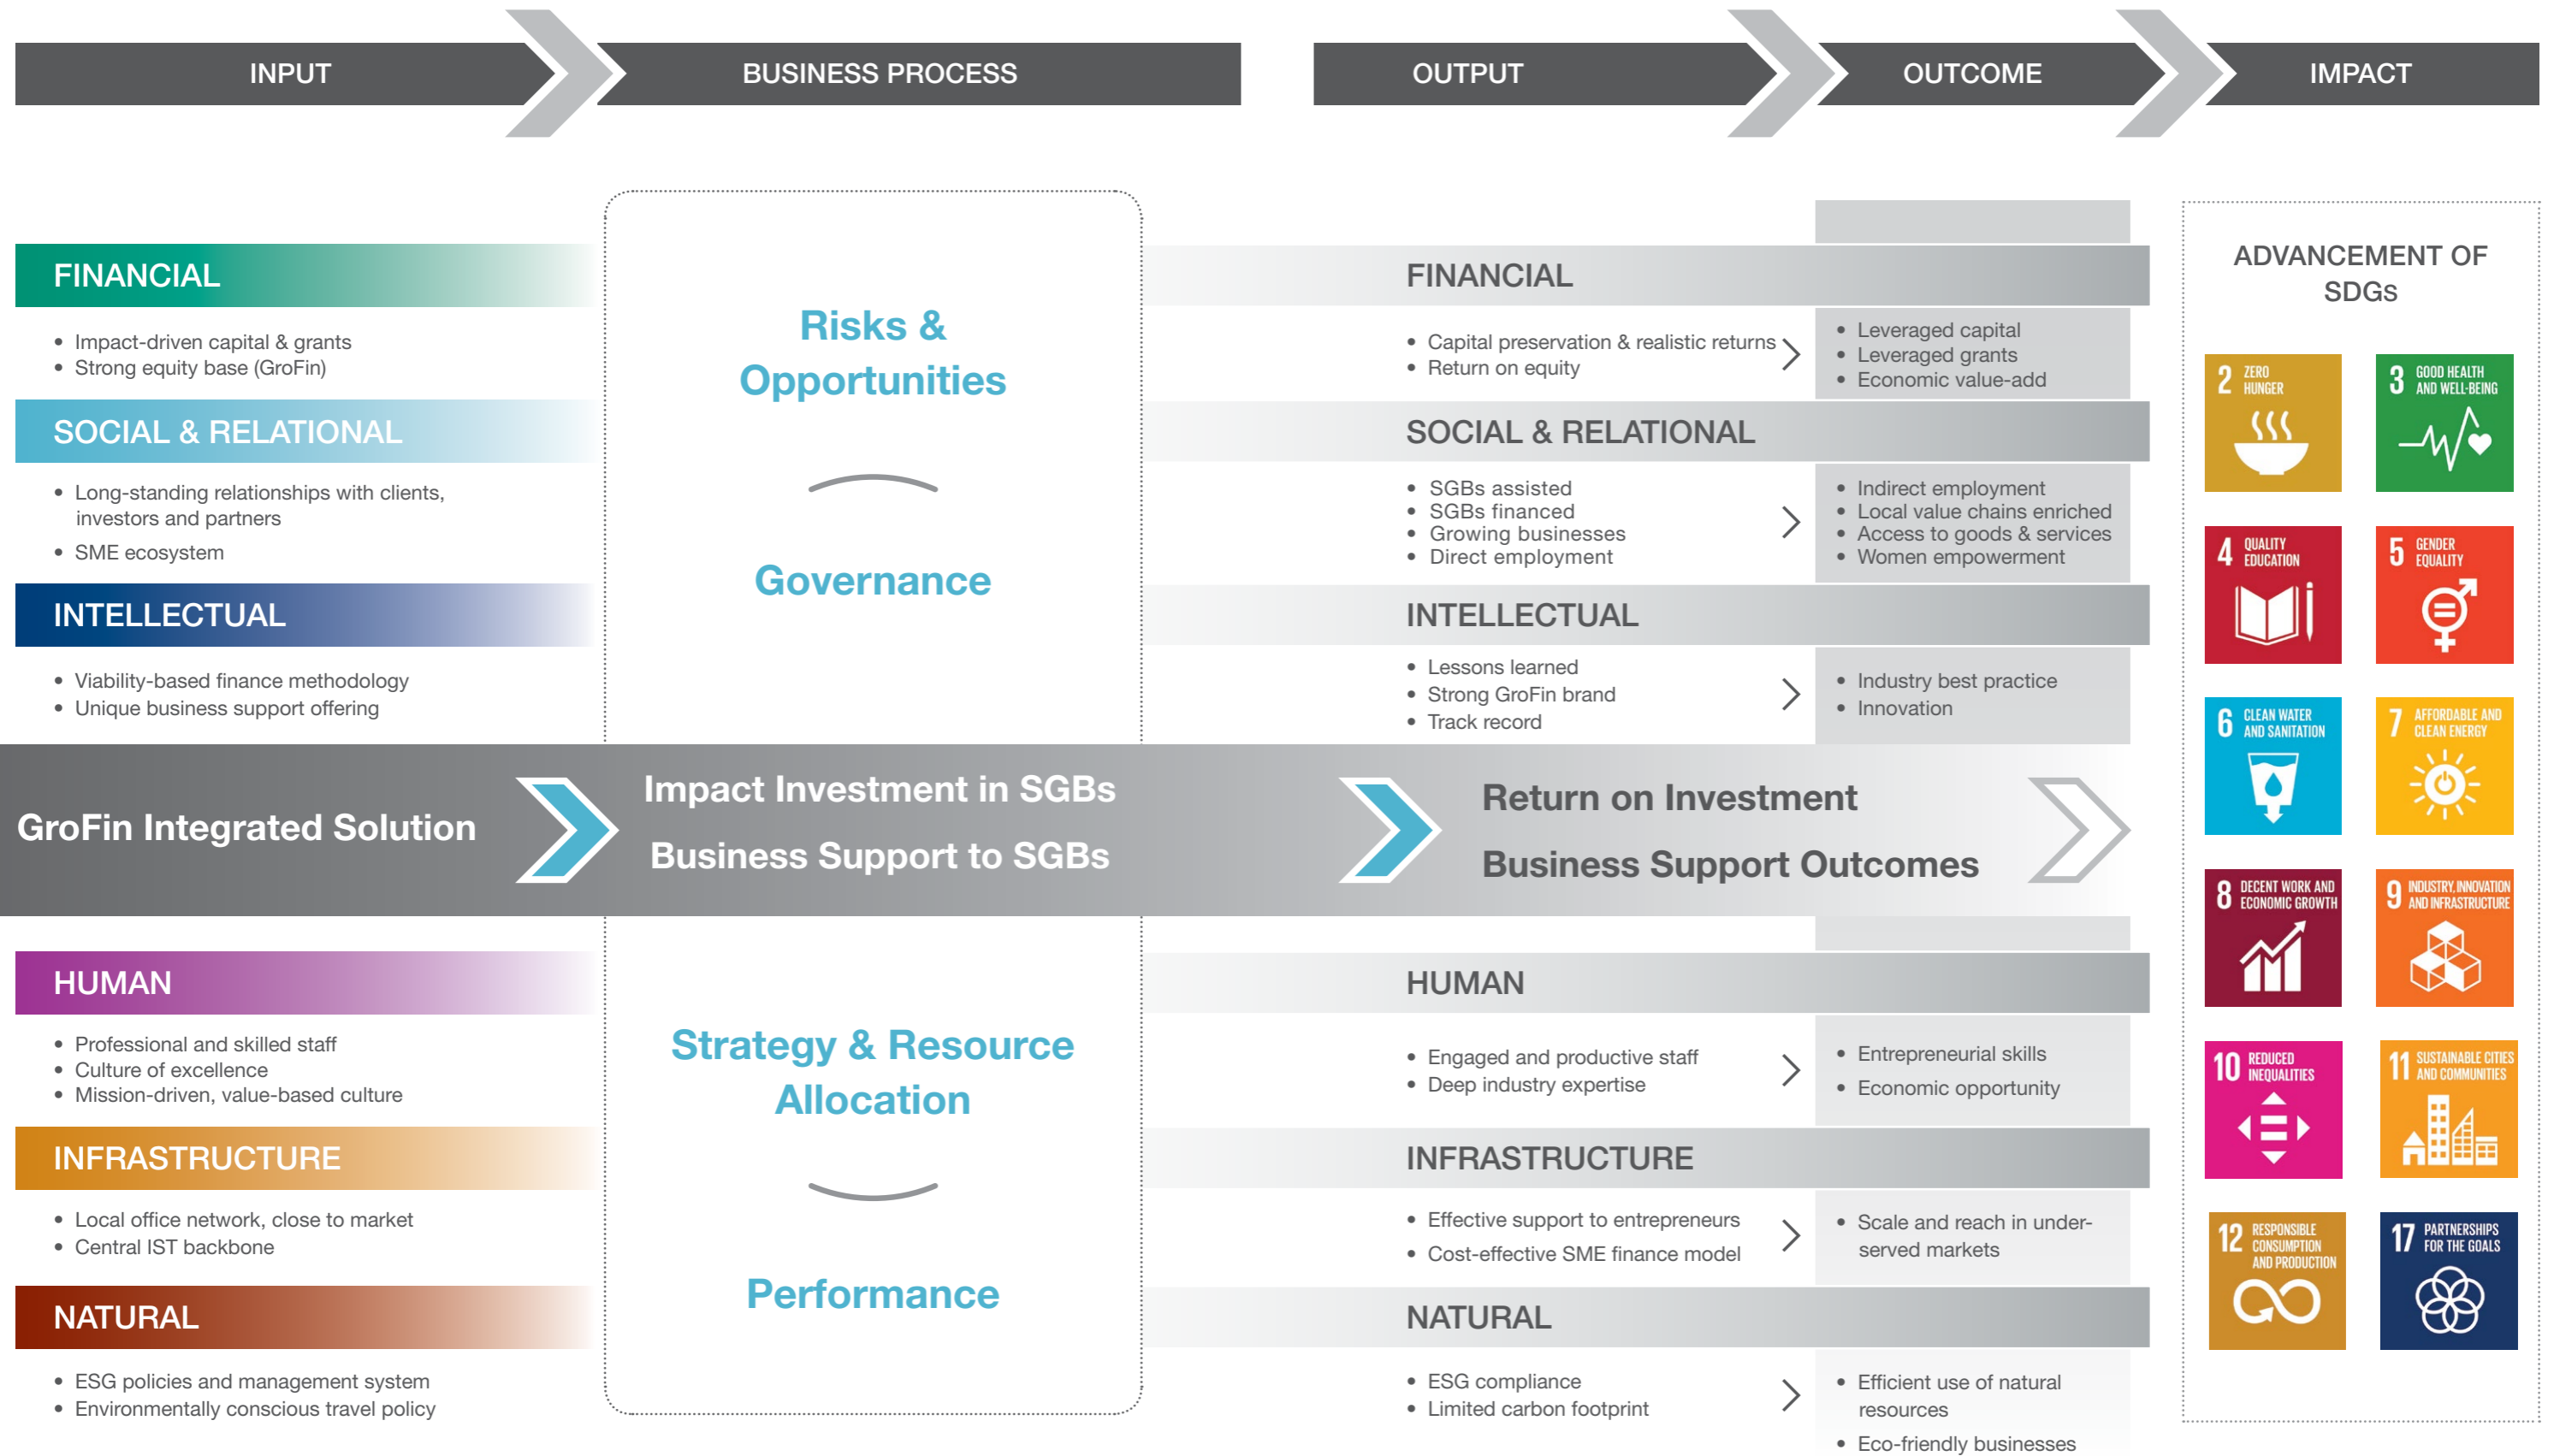 INPUT
BUSINESS PROCESS
OUTPUT
OUTCOME
IMPACT
FINANCIAL
• Impact-driven capital & grants
• Strong equity base (GroFin)
SOCIAL & RELATIONAL
• Long-standing relationships with clients,
investors and partners
• SME ecosystem
INTELLECTUAL
• Viability-based finance methodology
• Unique business support offering
Risks &
Opportunities
Governance
FINANCIAL
• Capital preservation & realistic returns
• Return on equity
• Leveraged capital
• Leveraged grants
• Economic value-add
SOCIAL & RELATIONAL
• SGBs assisted
• SGBs financed
• Growing businesses
• Direct employment
• Indirect employment
• Local value chains enriched
• Access to goods & services
• Women empowerment
INTELLECTUAL
• Lessons learned
• Strong GroFin brand
• Track record
• Industry best practice
• Innovation
GroFin Integrated Solution
Impact Investment in SGBs
Business Support to SGBs
Return on Investment
Business Support Outcomes
HUMAN
• Professional and skilled staff
• Culture of excellence
• Mission-driven, value-based culture
INFRASTRUCTURE
• Local office network, close to market
• Central IST backbone
NATURAL
• ESG policies and management system
• Environmentally conscious travel policy
Strategy & Resource
Allocation
Performance
HUMAN
• Engaged and productive staff
• Deep industry expertise
• Entrepreneurial skills
• Economic opportunity
INFRASTRUCTURE
• Effective support to entrepreneurs
• Cost-effective SME finance model
• Scale and reach in under-
served markets
NATURAL
• ESG compliance
• Limited carbon footprint
• Efficient use of natural
resources
• Eco-friendly businesses
ADVANCEMENT OF
SDGs
2 ZERO
HUNGER
3 GOOD HEALTH
AND WELL-BEING
4 QUALITY
EDUCATION
5 GENDER
EQUALITY
6 CLEAN WATER
AND SANITATION
7 AFFORDABLE AND
CLEAN ENERGY
8 DECENT WORK AND
ECONOMIC GROWTH
9 INDUSTRY, INNOVATION
AND INFRASTRUCTURE
10 REDUCED
INEQUALITIES
11 SUSTAINABLE CITIES
AND COMMUNITIES
12 RESPONSIBLE
CONSUMPTION
AND PRODUCTION
17 PARTNERSHIPS
FOR THE GOALS